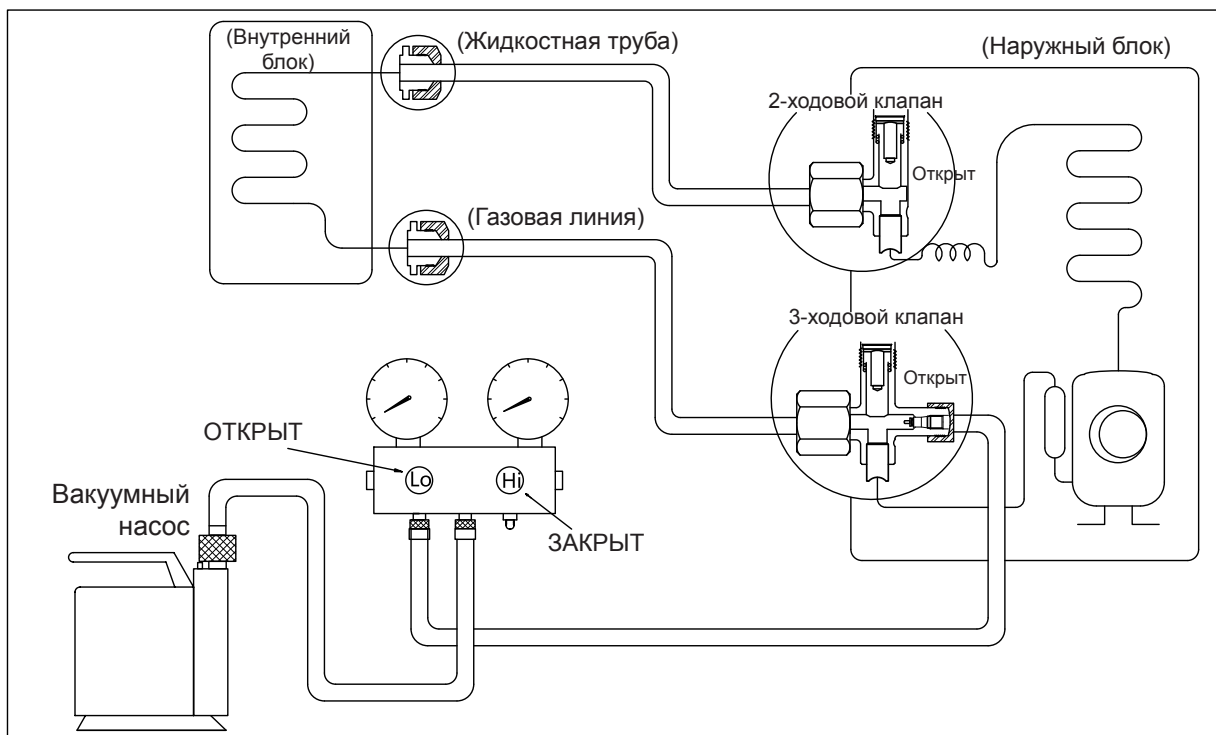 (Внутренний
блок)
(Жидкостная труба)
(Наружный блок)
2-ходовой клапан
Открыт
(Газовая линия)
3-ходовой клапан
Открыт
ОТКРЫТ
Lo
Hi
Вакуумный
насос
ЗАКРЫТ